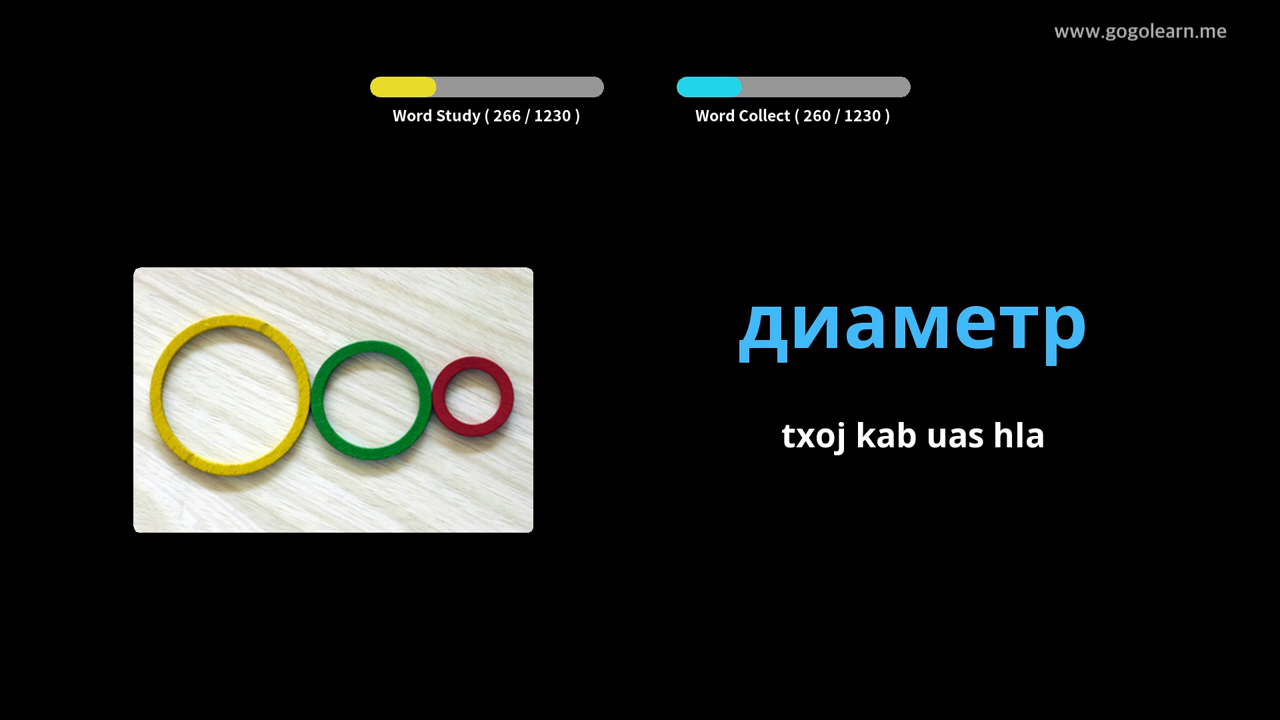 www.gogolearn.me
Word Study ( 266 / 1230 )
Word Collect ( 260 / 1230 )
диаметр
txoj kab uas hla